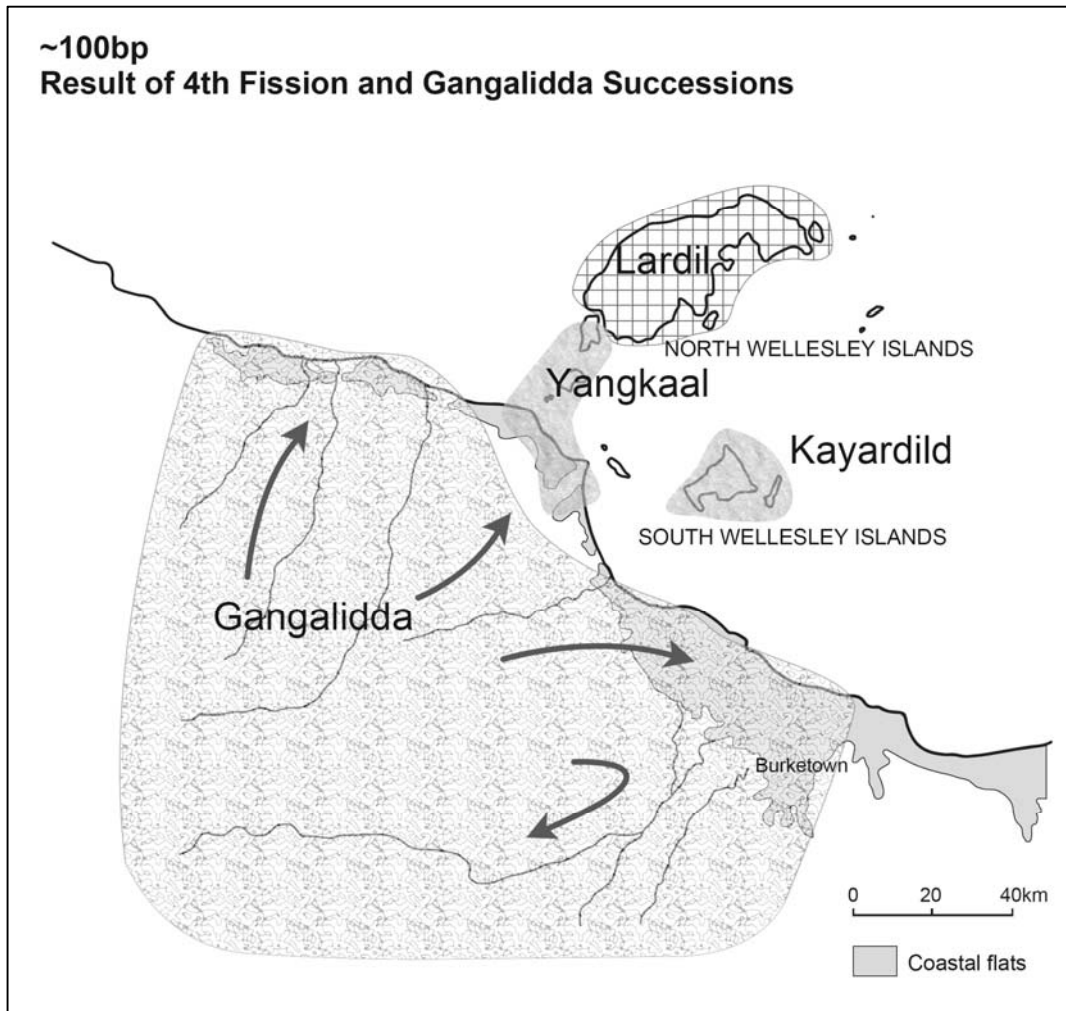 ~100bp
Result of 4th Fission and Gangalidda Successions
Lardil
NORTH WELLESLEY ISLANDS
Yangkaal
Kayardild
SOUTH WELLESLEY ISLANDS
Gangalidda
Burketown
0 20 40km
Coastal flats